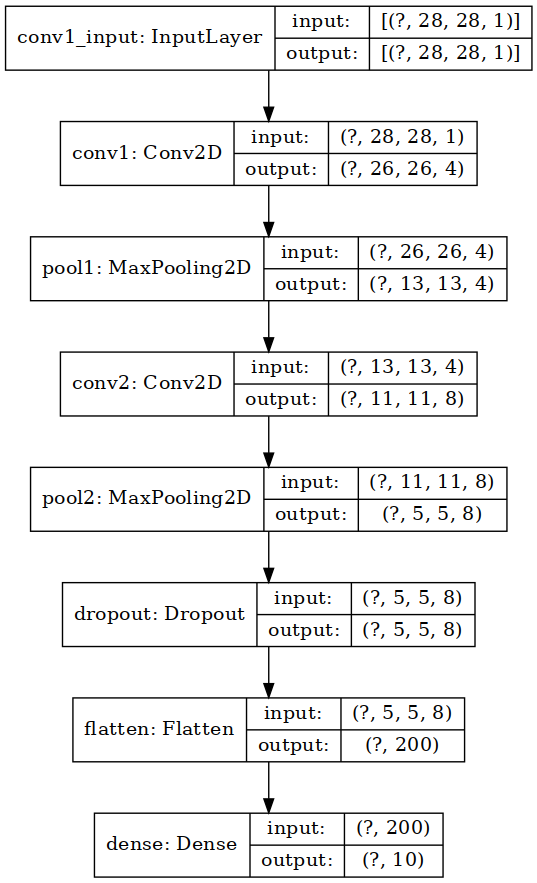 conv1_input: InputLayer
input: [(?, 28, 28, 1)]
output: [(?, 28, 28, 1)]
conv1: Conv2D
input: (?, 28, 28, 1)
output: (?, 26, 26, 4)
pool1: MaxPooling2D
input: (?, 26, 26, 4)
output: (?, 13, 13, 4)
conv2: Conv2D
input: (?, 13, 13, 4)
output: (?, 11, 11, 8)
pool2: MaxPooling2D
input: (?, 11, 11, 8)
output: (?, 5, 5, 8)
dropout: Dropout
input: (?, 5, 5, 8)
output: (?, 5, 5, 8)
flatten: Flatten
input: (?, 5, 5, 8)
output: (?, 200)
dense: Dense
input: (?, 200)
output: (?, 10)